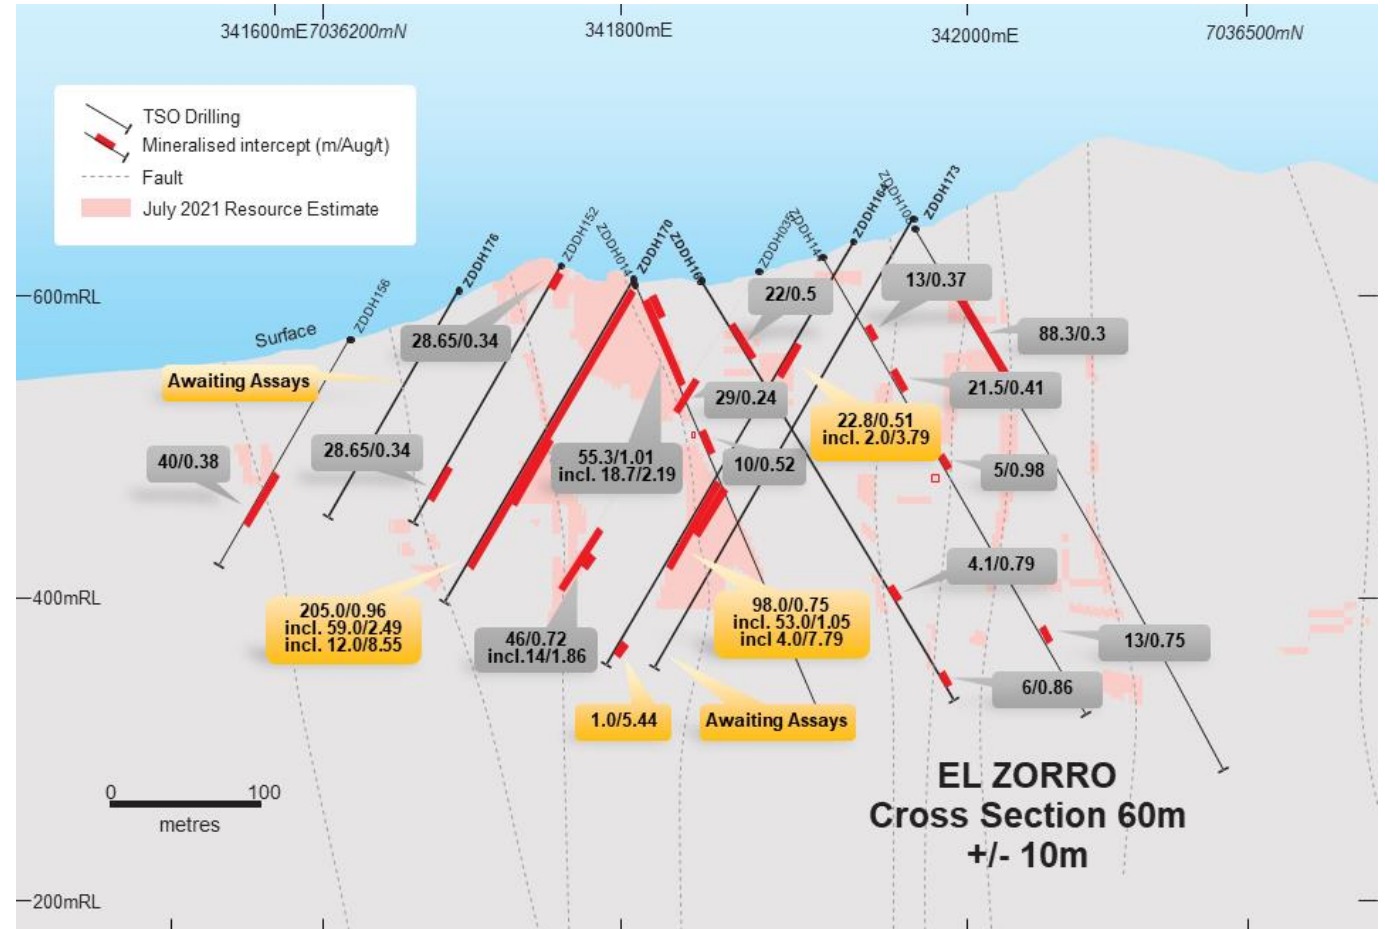 341600mE
7036200mN
341800mE
342000mE
7036500mN
TSO Drilling
Mineralised intercept (m/Aug/t)
Fault
July 2021 Resource Estimate
600mRL
400mRL
200mRL
Surface
ZDDH156
ZDDH176
ZDDH152
ZDDH014
ZDDH170
ZDDH035
ZDDH164
ZDDH108
ZDDH173
Awaiting Assays
28.65/0.34
22/0.5
13/0.37
88.3/0.3
21.5/0.41
29/0.24
22.8/0.51
incl. 2.0/3.79
40/0.38
28.65/0.34
55.3/1.01
incl. 18.7/2.19
10/0.52
5/0.98
4.1/0.79
205.0/0.96
incl. 59.0/2.49
incl. 12.0/8.55
46/0.72
incl.14/1.86
98.0/0.75
incl. 53.0/1.05
incl 4.0/7.79
13/0.75
6/0.86
1.0/5.44
Awaiting Assays
0 100
metres
EL ZORRO
Cross Section 60m
+/- 10m